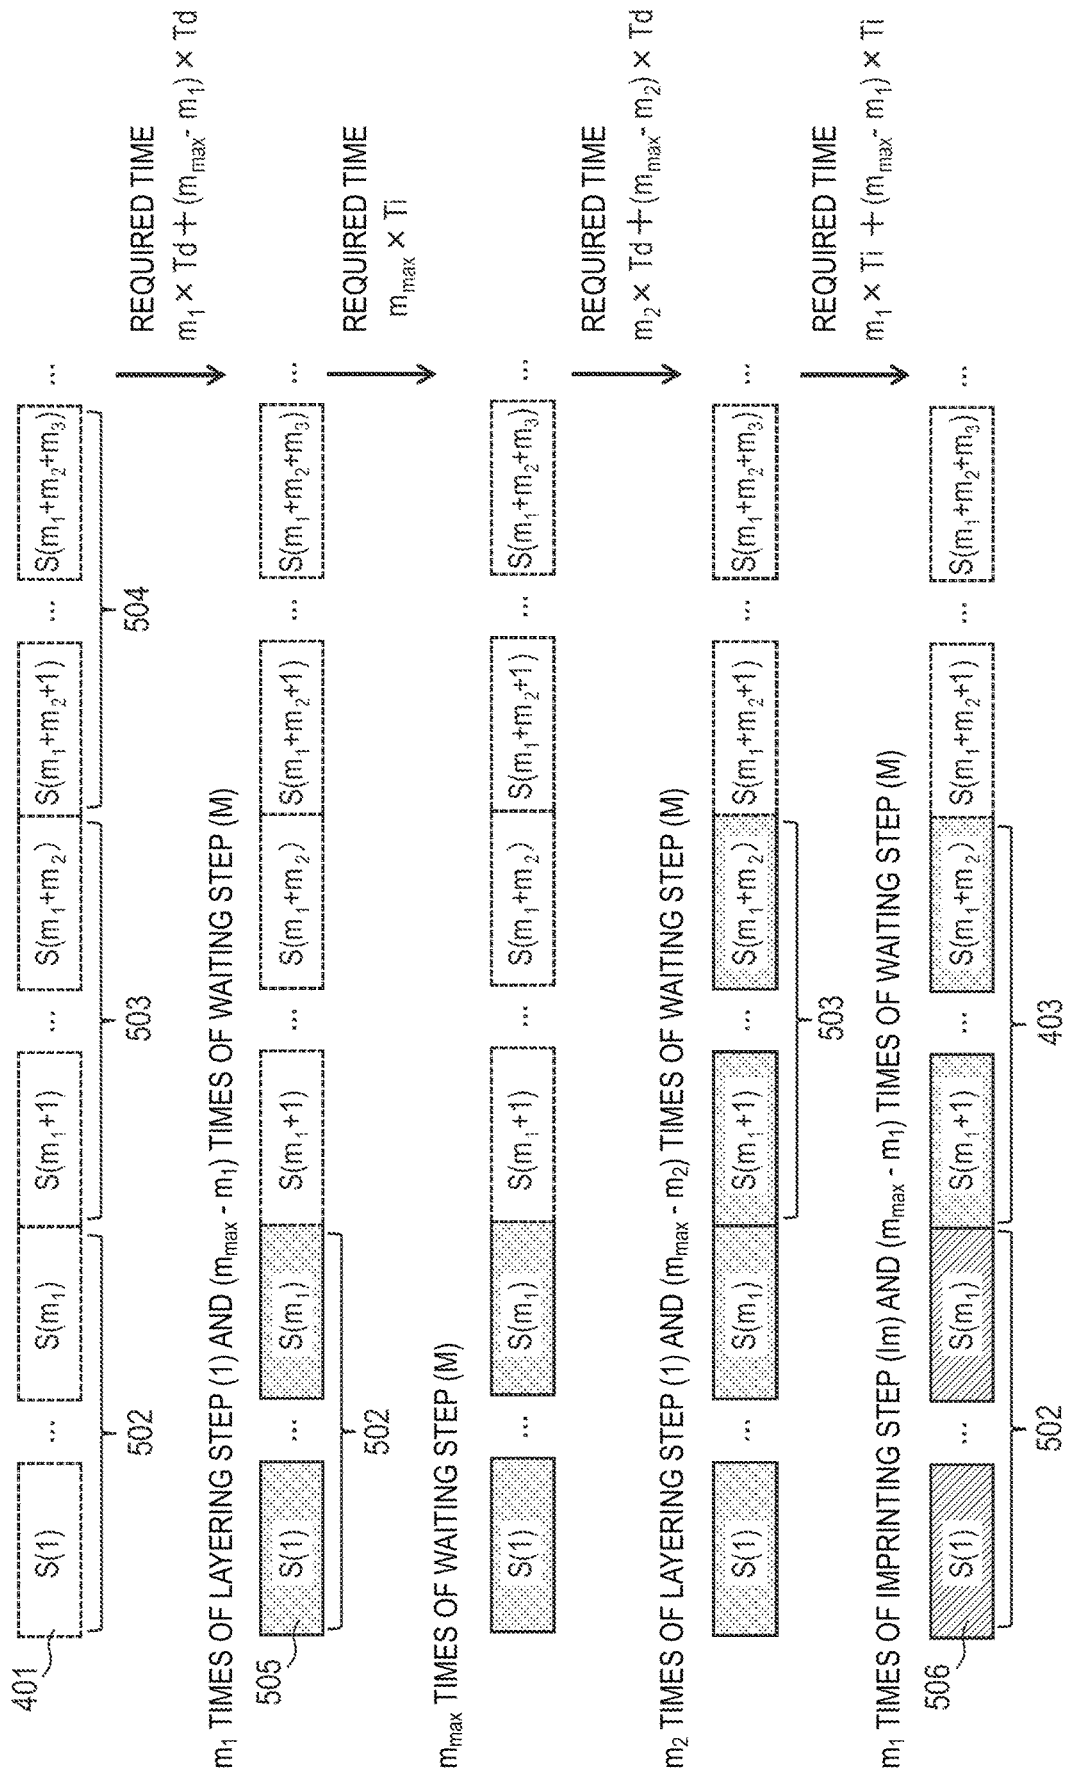 401 S(1) ... S(m₁) S(m₁+1) ... S(m₁+m₂) S(m₁+m₂+1) ... S(m₁+m₂+m₃) ...
502 503 504
REQUIRED TIME
m₁ × Td + (mₘₐₓ- m₁) × Td
m₁ TIMES OF LAYERING STEP (1) AND (mₘₐₓ - m₁) TIMES OF WAITING STEP (M)
505 S(1) ... S(m₁) S(m₁+1) ... S(m₁+m₂) S(m₁+m₂+1) ... S(m₁+m₂+m₃) ...
502
REQUIRED TIME
mₘₐₓ × Ti
mₘₐₓ TIMES OF WAITING STEP (M)
S(1) ... S(m₁) S(m₁+1) ... S(m₁+m₂) S(m₁+m₂+1) ... S(m₁+m₂+m₃) ...
REQUIRED TIME
m₂ × Td + (mₘₐₓ- m₂) × Td
m₂ TIMES OF LAYERING STEP (1) AND (mₘₐₓ - m₂) TIMES OF WAITING STEP (M)
S(1) ... S(m₁) S(m₁+1) ... S(m₁+m₂) S(m₁+m₂+1) ... S(m₁+m₂+m₃) ...
503
REQUIRED TIME
m₁ × Ti + (mₘₐₓ- m₁) × Ti
m₁ TIMES OF IMPRINTING STEP (Im) AND (mₘₐₓ - m₁) TIMES OF WAITING STEP (M)
506 S(1) ... S(m₁) S(m₁+1) ... S(m₁+m₂) S(m₁+m₂+1) ... S(m₁+m₂+m₃) ...
502 403